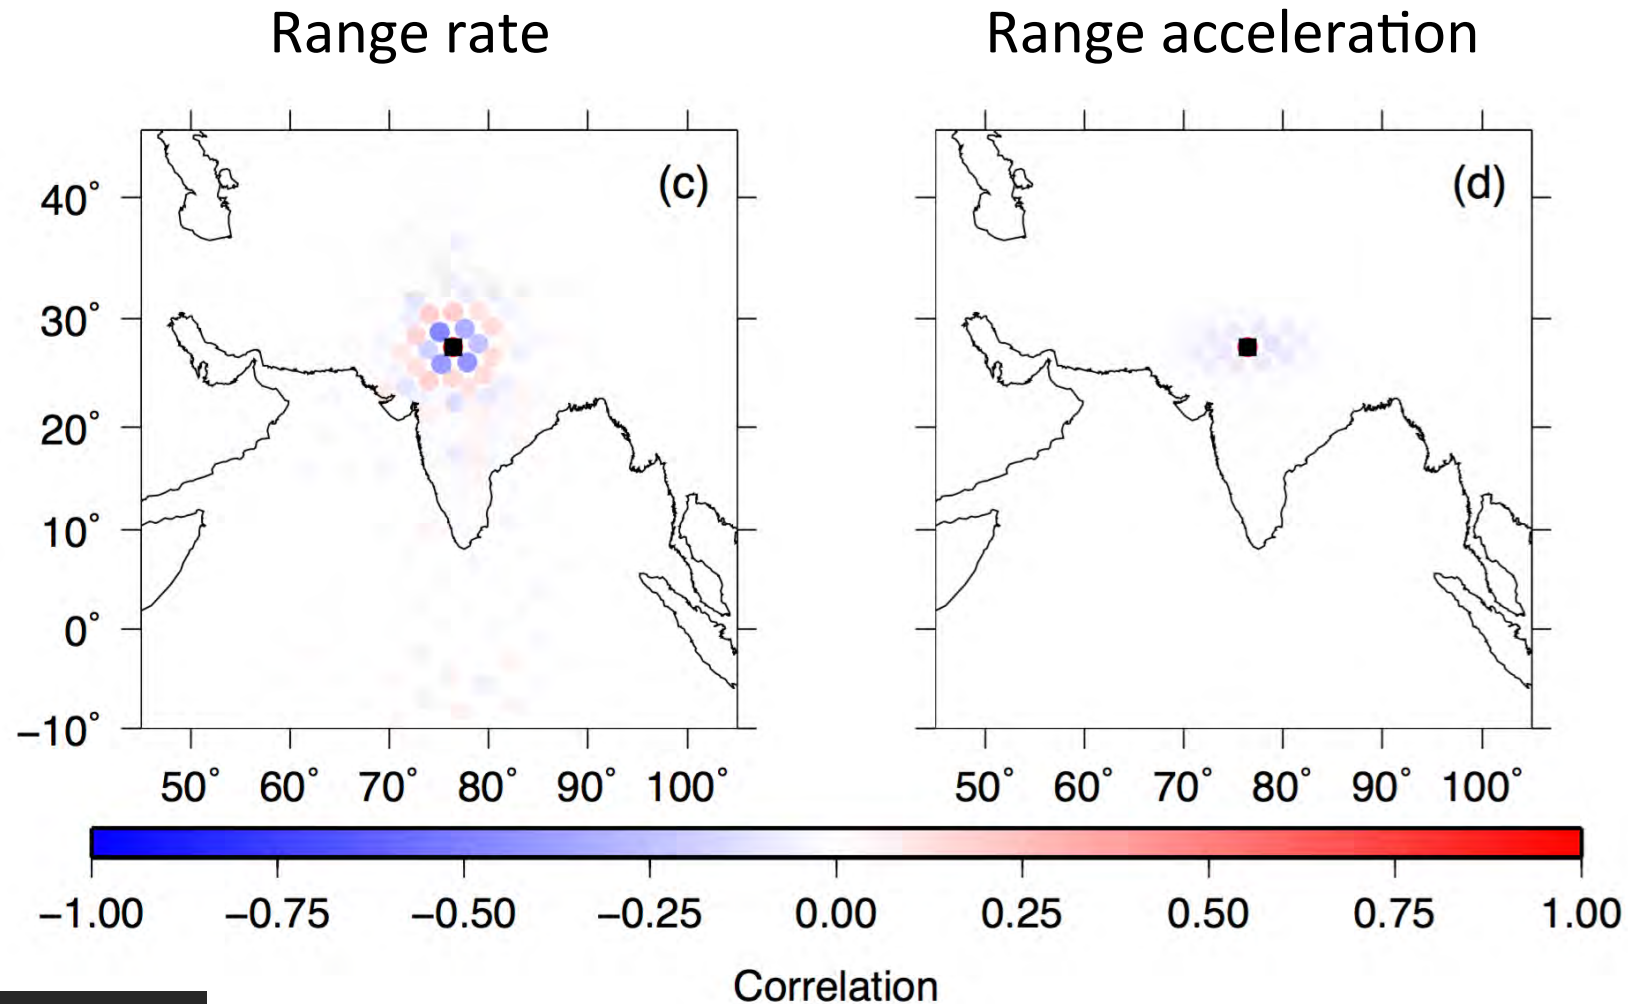 Range rate
Range acceleration
(c)
(d)
40°
30°
20°
10°
0°
−10°
50° 60° 70° 80° 90° 100°
50° 60° 70° 80° 90° 100°
−1.00 −0.75 −0.50 −0.25 0.00 0.25 0.50 0.75 1.00
Correlation